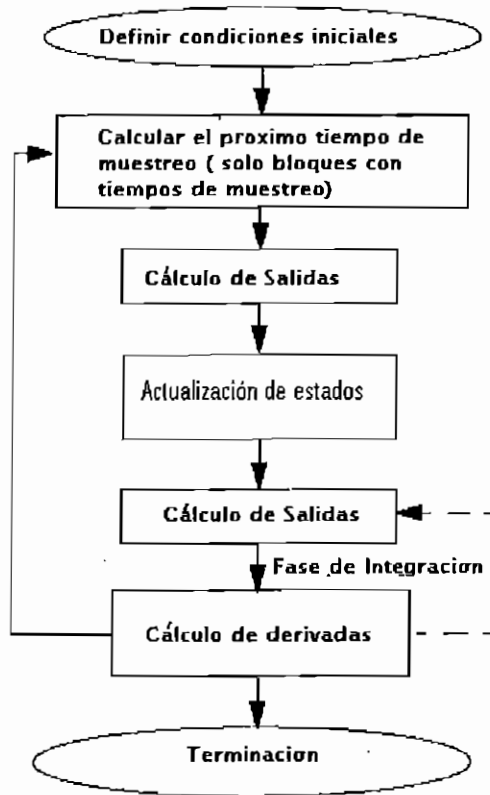 Definir condiciones iniciales
Calcular el proximo tiempo de
muestreo ( solo bloques con
tiempos de muestreo)
Cálculo de Salidas
Actualización de estados
Cálculo de Salidas
Fase de Integracion
Cálculo de derivadas
Terminacion